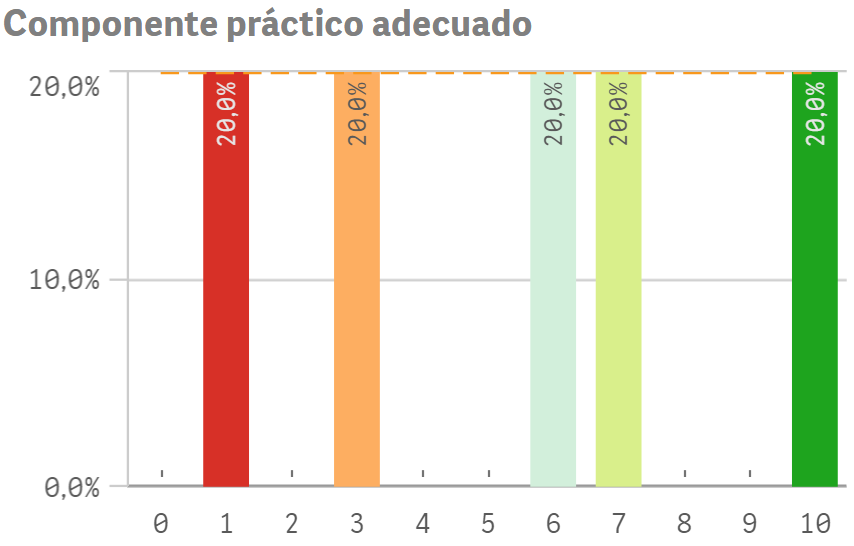 Componente práctico adecuado
20,0%
20,0% 20,0% 20,0% 20,0% 20,0%
10,0%
0,0%
0 1 2 3 4 5 6 7 8 9 10